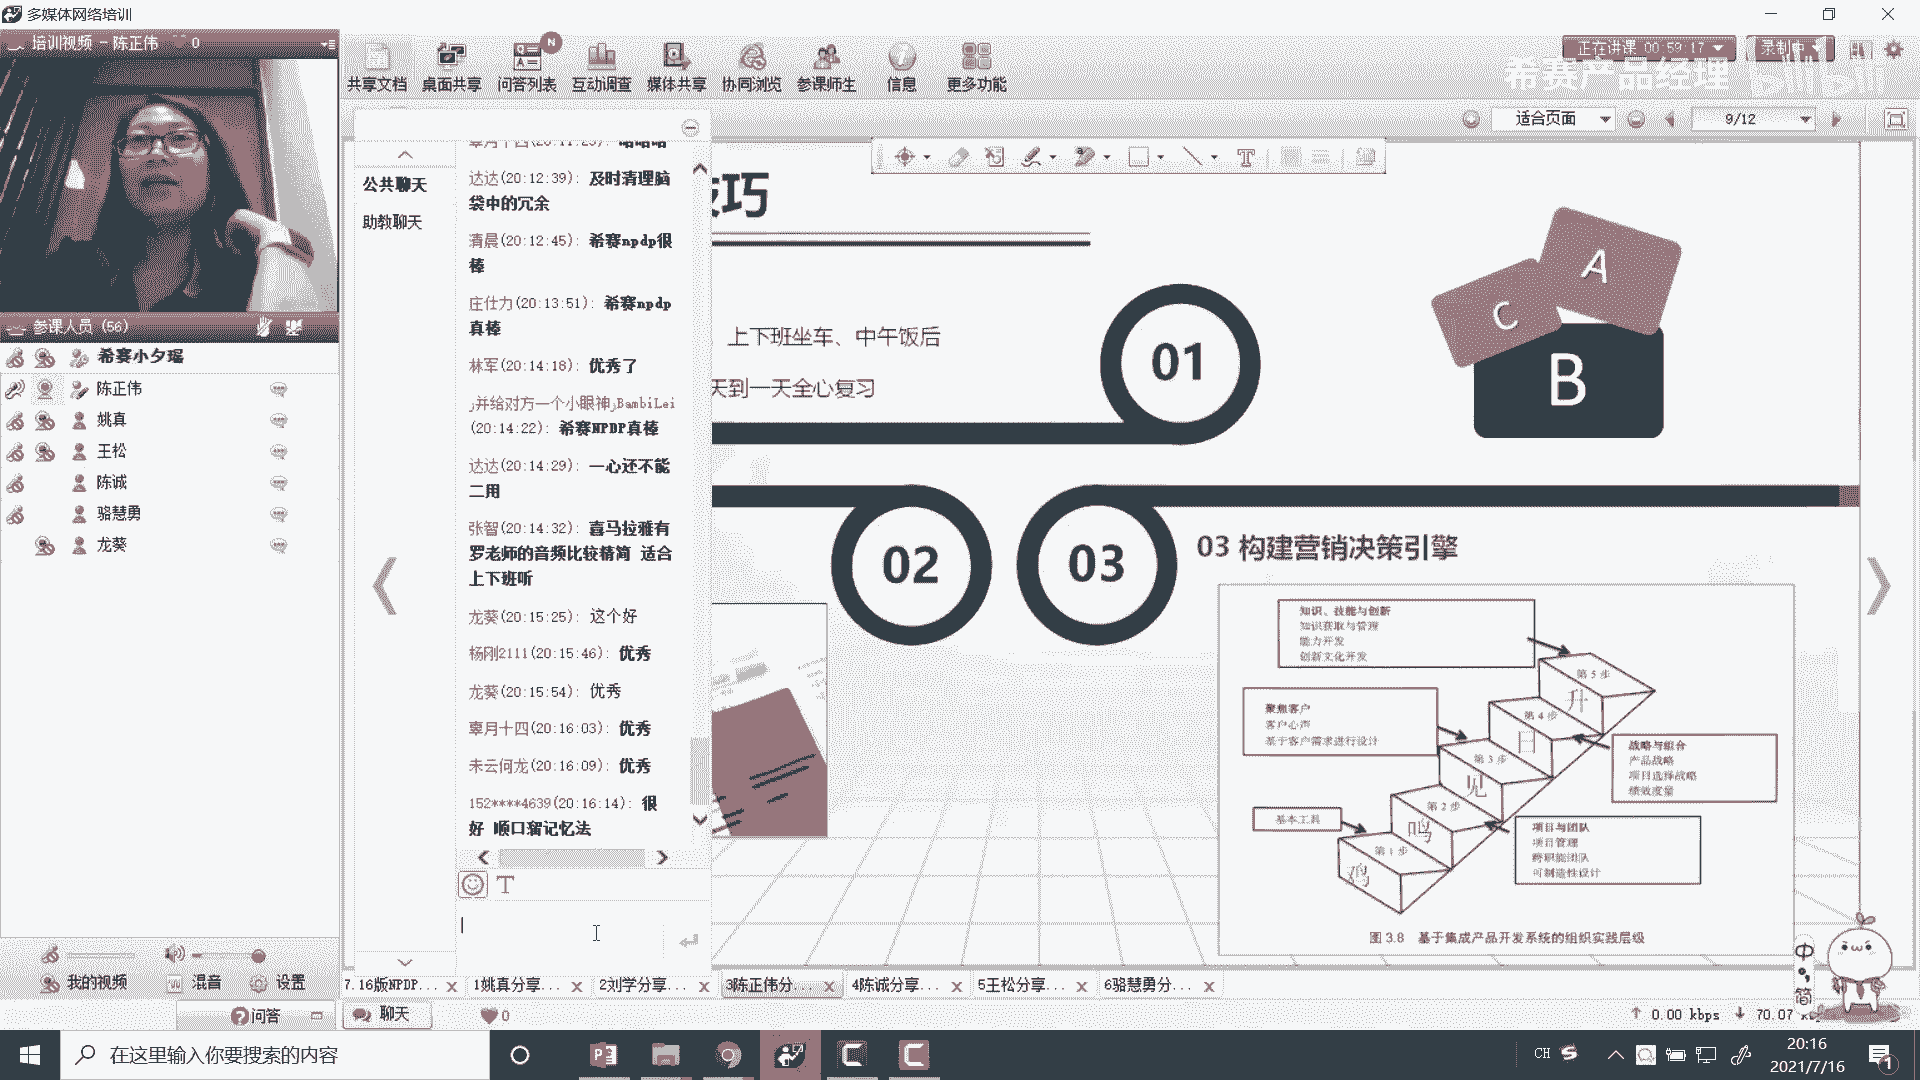 多媒体网络培训
培训视频 - 陈正伟 0
共享文档 桌面共享 问答列表 互动调查 媒体共享 协同浏览 参课师生 信息 更多功能
N
正在讲课 00:59:17
录制中
希赛产品经理
bilibili
适合页面
9/12
公共聊天
助教聊天
辜月十四(20:11:25): 哈哈哈
达达(20:12:39): 及时清理脑
袋中的冗余
清晨(20:12:45): 希赛npdp很
棒
庄仕力(20:13:51): 希赛npdp
真棒
林军(20:14:18): 优秀了
并给对方一个小眼神 BambiLei
(20:14:22): 希赛NPDP真棒
达达(20:14:29): 一心还不能
二用
张智(20:14:32): 喜马拉雅有
罗老师的音频比较精简 适合
上下班听
龙葵(20:15:25): 这个好
杨刚2111(20:15:46): 优秀
龙葵(20:15:54): 优秀
辜月十四(20:16:03): 优秀
未云何龙(20:16:09): 优秀
152****4639(20:16:14): 很
好 顺口溜记忆法
参课人员 (56)
希赛小夕瑶
陈正伟
姚真
王松
陈诚
骆慧勇
龙葵
我的视频 混音 设置
问答
聊天
0
技巧
上下班坐车、中午饭后
天到一天全心复习
01
A
C
B
02
03
03 构建营销决策引擎
知识、技能与创新
知识获取与管理
能力开发
创新文化开发
聚焦客户
客户心声
基于客户需求进行设计
基本工具
第 5 步
升
第 4 步
日
第 3 步
见
第 2 步
鸣
第 1 步
鸡
战略与组合
产品战略
项目选择战略
绩效度量
项目与团队
项目管理
跨职能团队
可制造性设计
图 3.8 基于集成产品开发系统的组织实践层级
中
简
7.16版NPDP... 1姚真分享... 2刘学分享... 3陈正伟分... 4陈诚分享... 5王松分享... 6骆慧勇分...
0.00 kbps 70.07
在这里输入你要搜索的内容
CH
20:16
2021/7/16
1